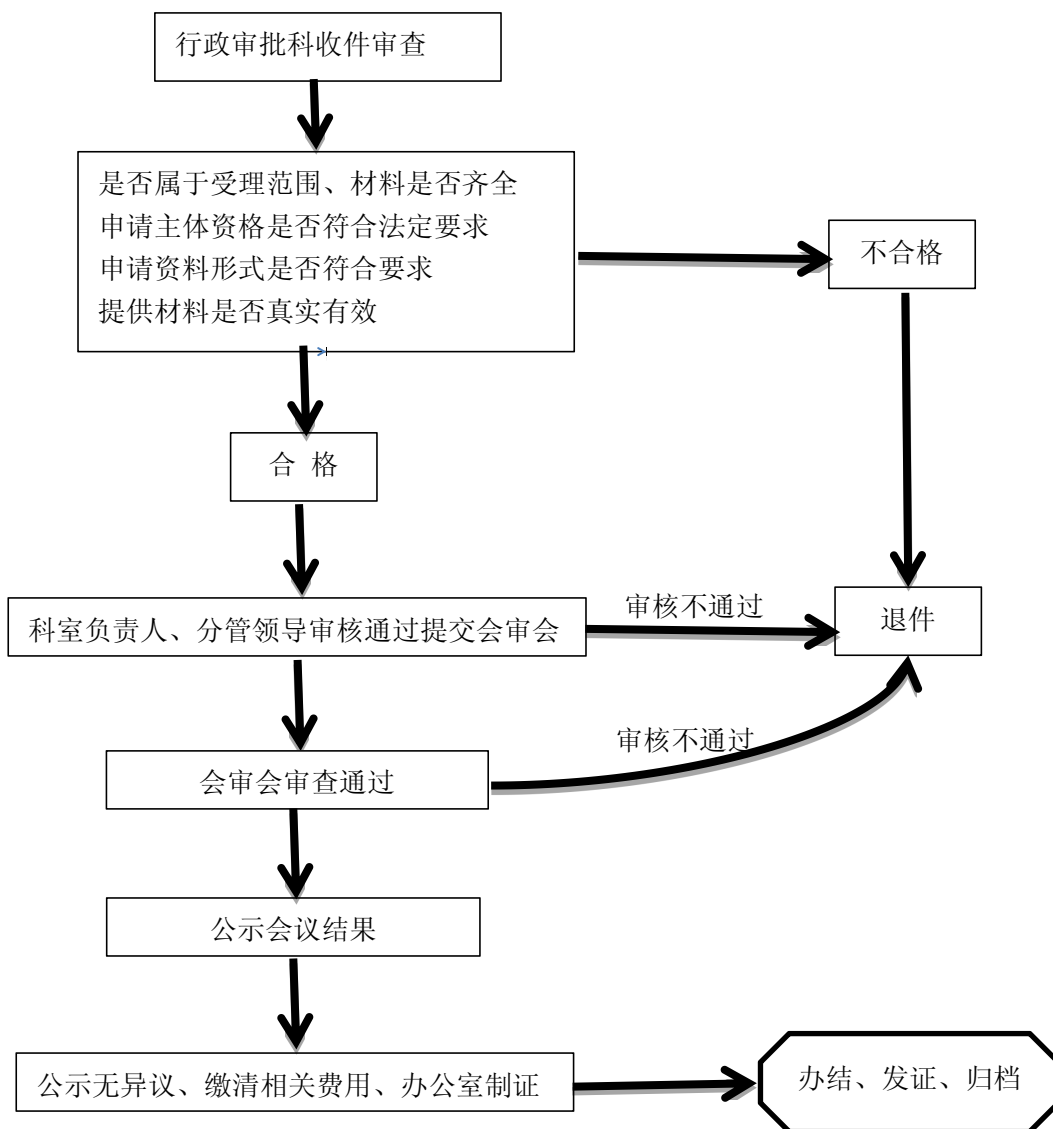 行政审批科收件审查
是否属于受理范围、材料是否齐全
申请主体资格是否符合法定要求
申请资料形式是否符合要求
提供材料是否真实有效
不合格
合 格
科室负责人、分管领导审核通过提交会审会
审核不通过
退件
审核不通过
会审会审查通过
公示会议结果
公示无异议、缴清相关费用、办公室制证
办结、发证、归档